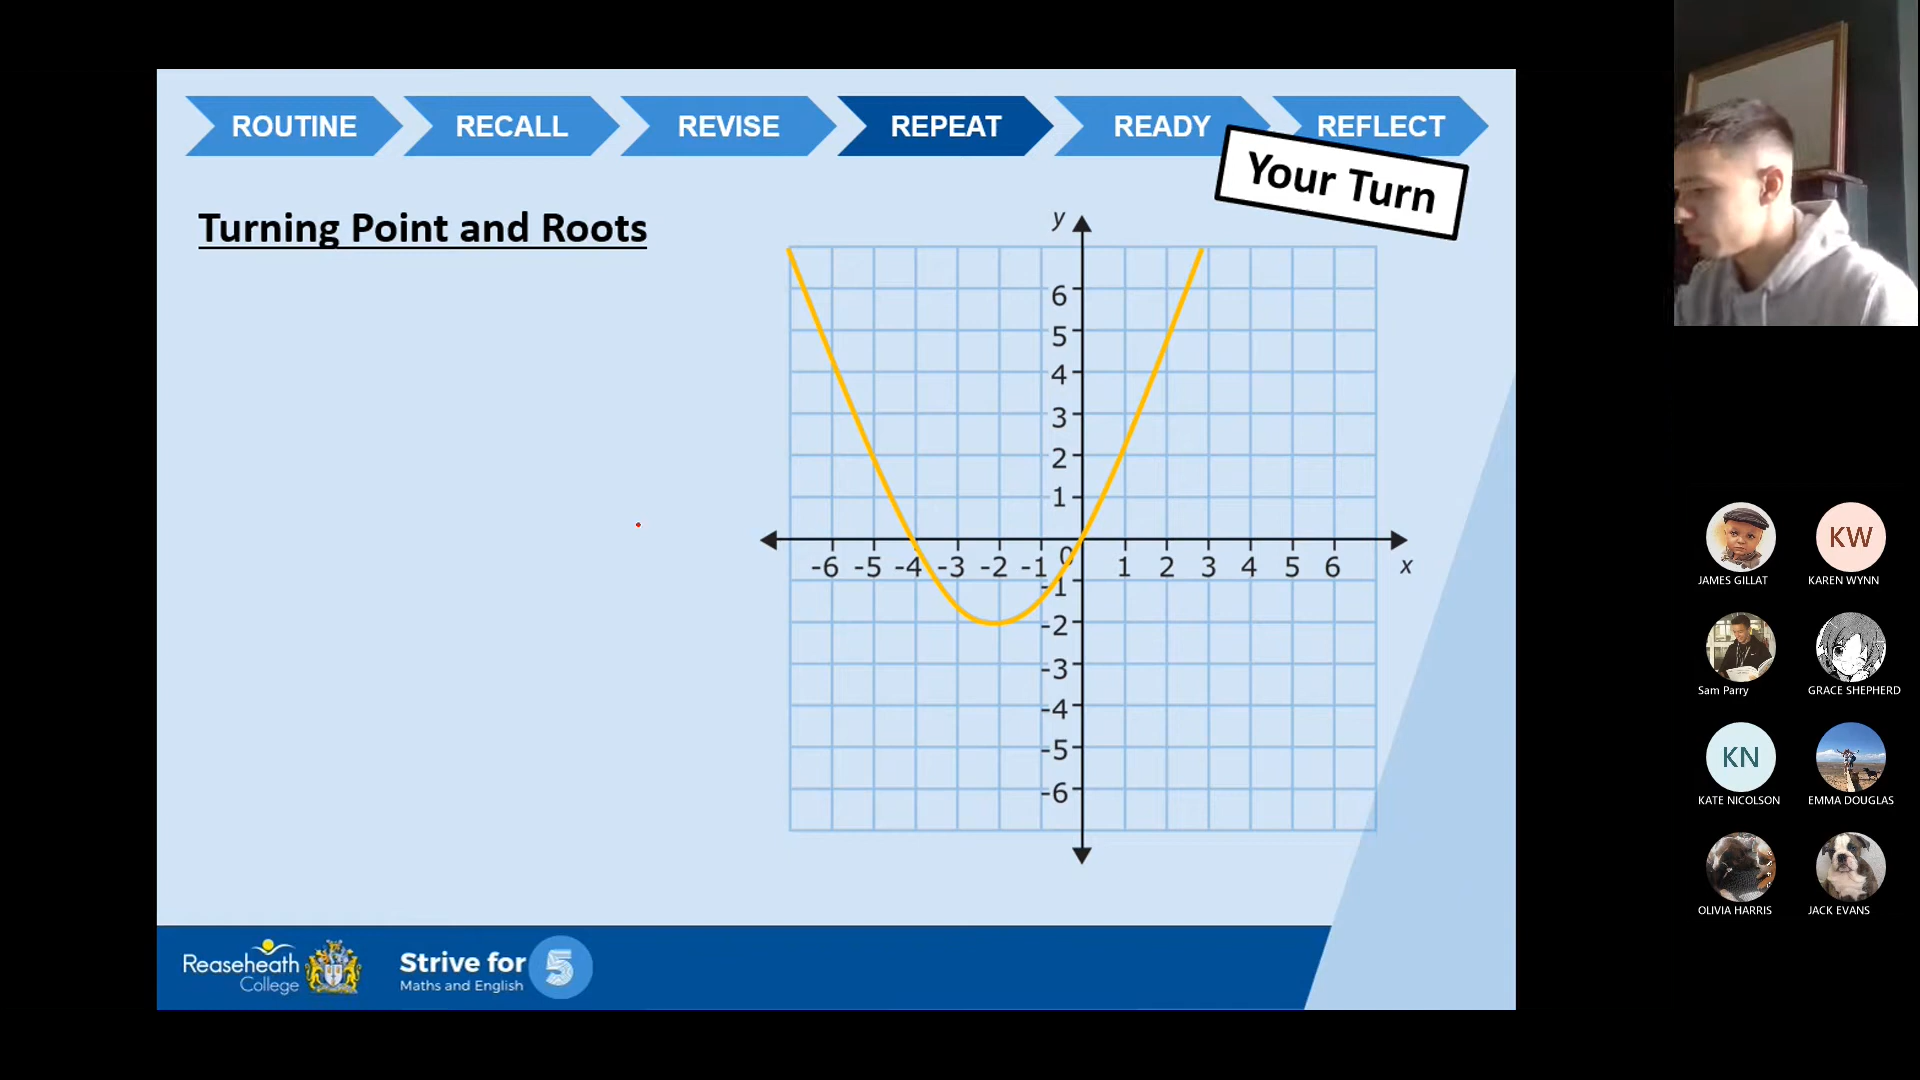 ROUTINE RECALL REVISE REPEAT READY REFLECT
Your Turn
Turning Point and Roots
y
6
5
4
3
2
1
-6 -5 -4 -3 -2 -1 0 1 2 3 4 5 6 x
-1
-2
-3
-4
-5
-6
Reaseheath
College
Strive for 5
Maths and English
JAMES GILLAT KAREN WYNN
KW
Sam Parry GRACE SHEPHERD
KN
KATE NICOLSON EMMA DOUGLAS
OLIVIA HARRIS JACK EVANS